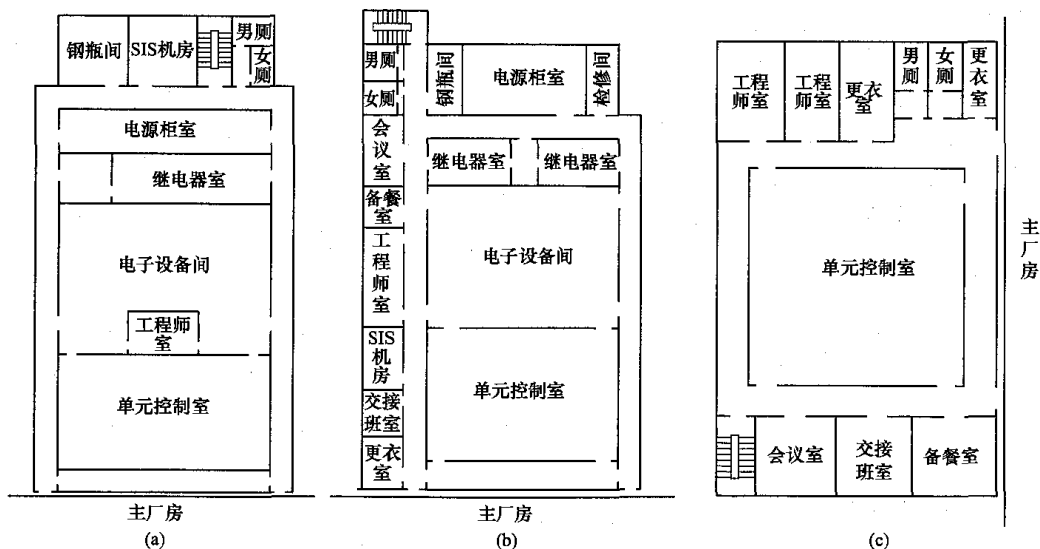 钢瓶间
SIS机房
男厕
女
厕
电源柜室
继电器室
电子设备间
工程师
室
单元控制室
主厂房
(a)
男厕
女厕
会
议
室
备餐
室
工
程
师
室
SIS
机
房
交接
班室
更衣
室
钢瓶间
电源柜室
检修间
继电器室
继电器室
电子设备间
单元控制室
主厂房
(b)
工程
师室
工程
师室
更衣
室
男
厕
女
厕
更
衣
室
单元控制室
会议室
交接
班室
备餐室
主
厂
房
(c)